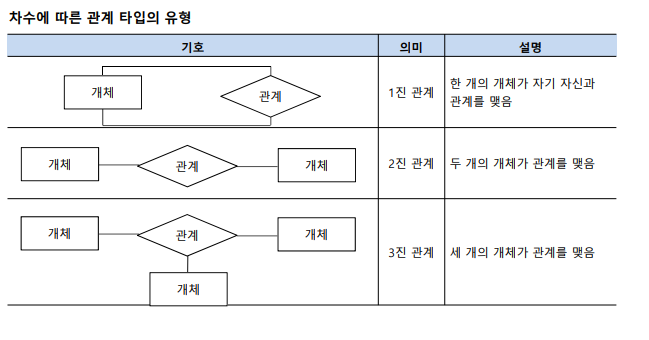 차수에 따른 관계 타입의 유형
기호 의미 설명
개체 관계 1진 관계 한 개의 개체가 자기 자신과
관계를 맺음
개체 관계 개체 2진 관계 두 개의 개체가 관계를 맺음
개체 관계 개체
3진 관계 세 개의 개체가 관계를 맺음
개체